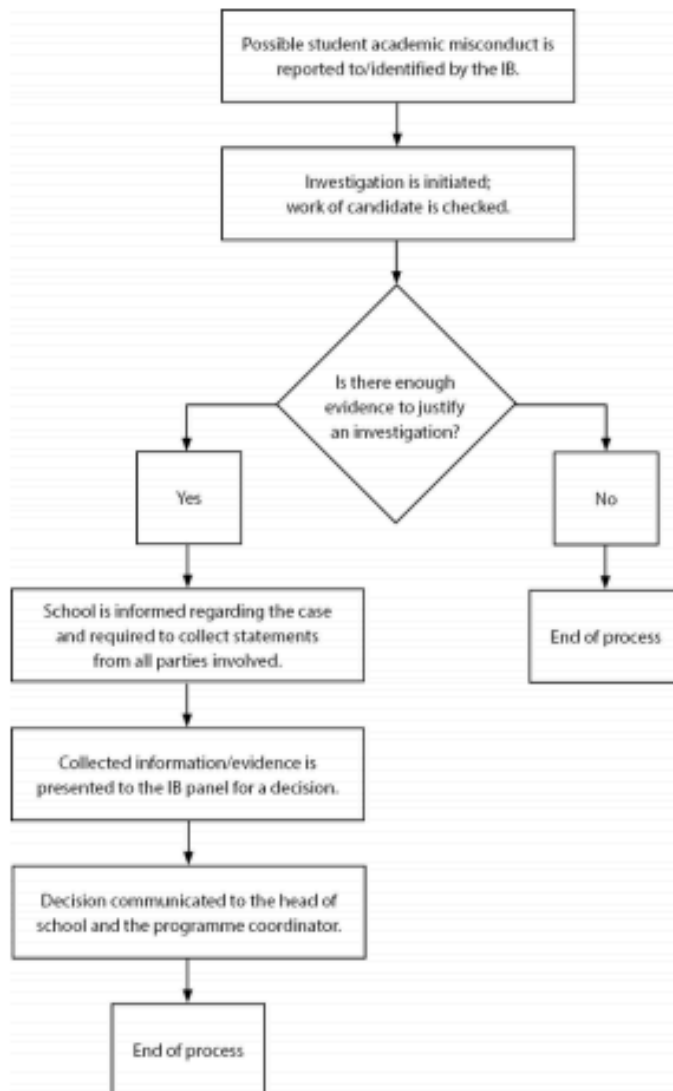 Possible student academic misconduct is
reported to/identified by the IB.
Investigation is initiated;
work of candidate is checked.
Is there enough
evidence to justify
an investigation?
Yes
No
School is informed regarding the case
and required to collect statements
from all parties involved.
End of process
Collected information/evidence is
presented to the IB panel for a decision.
Decision communicated to the head of
school and the programme coordinator.
End of process